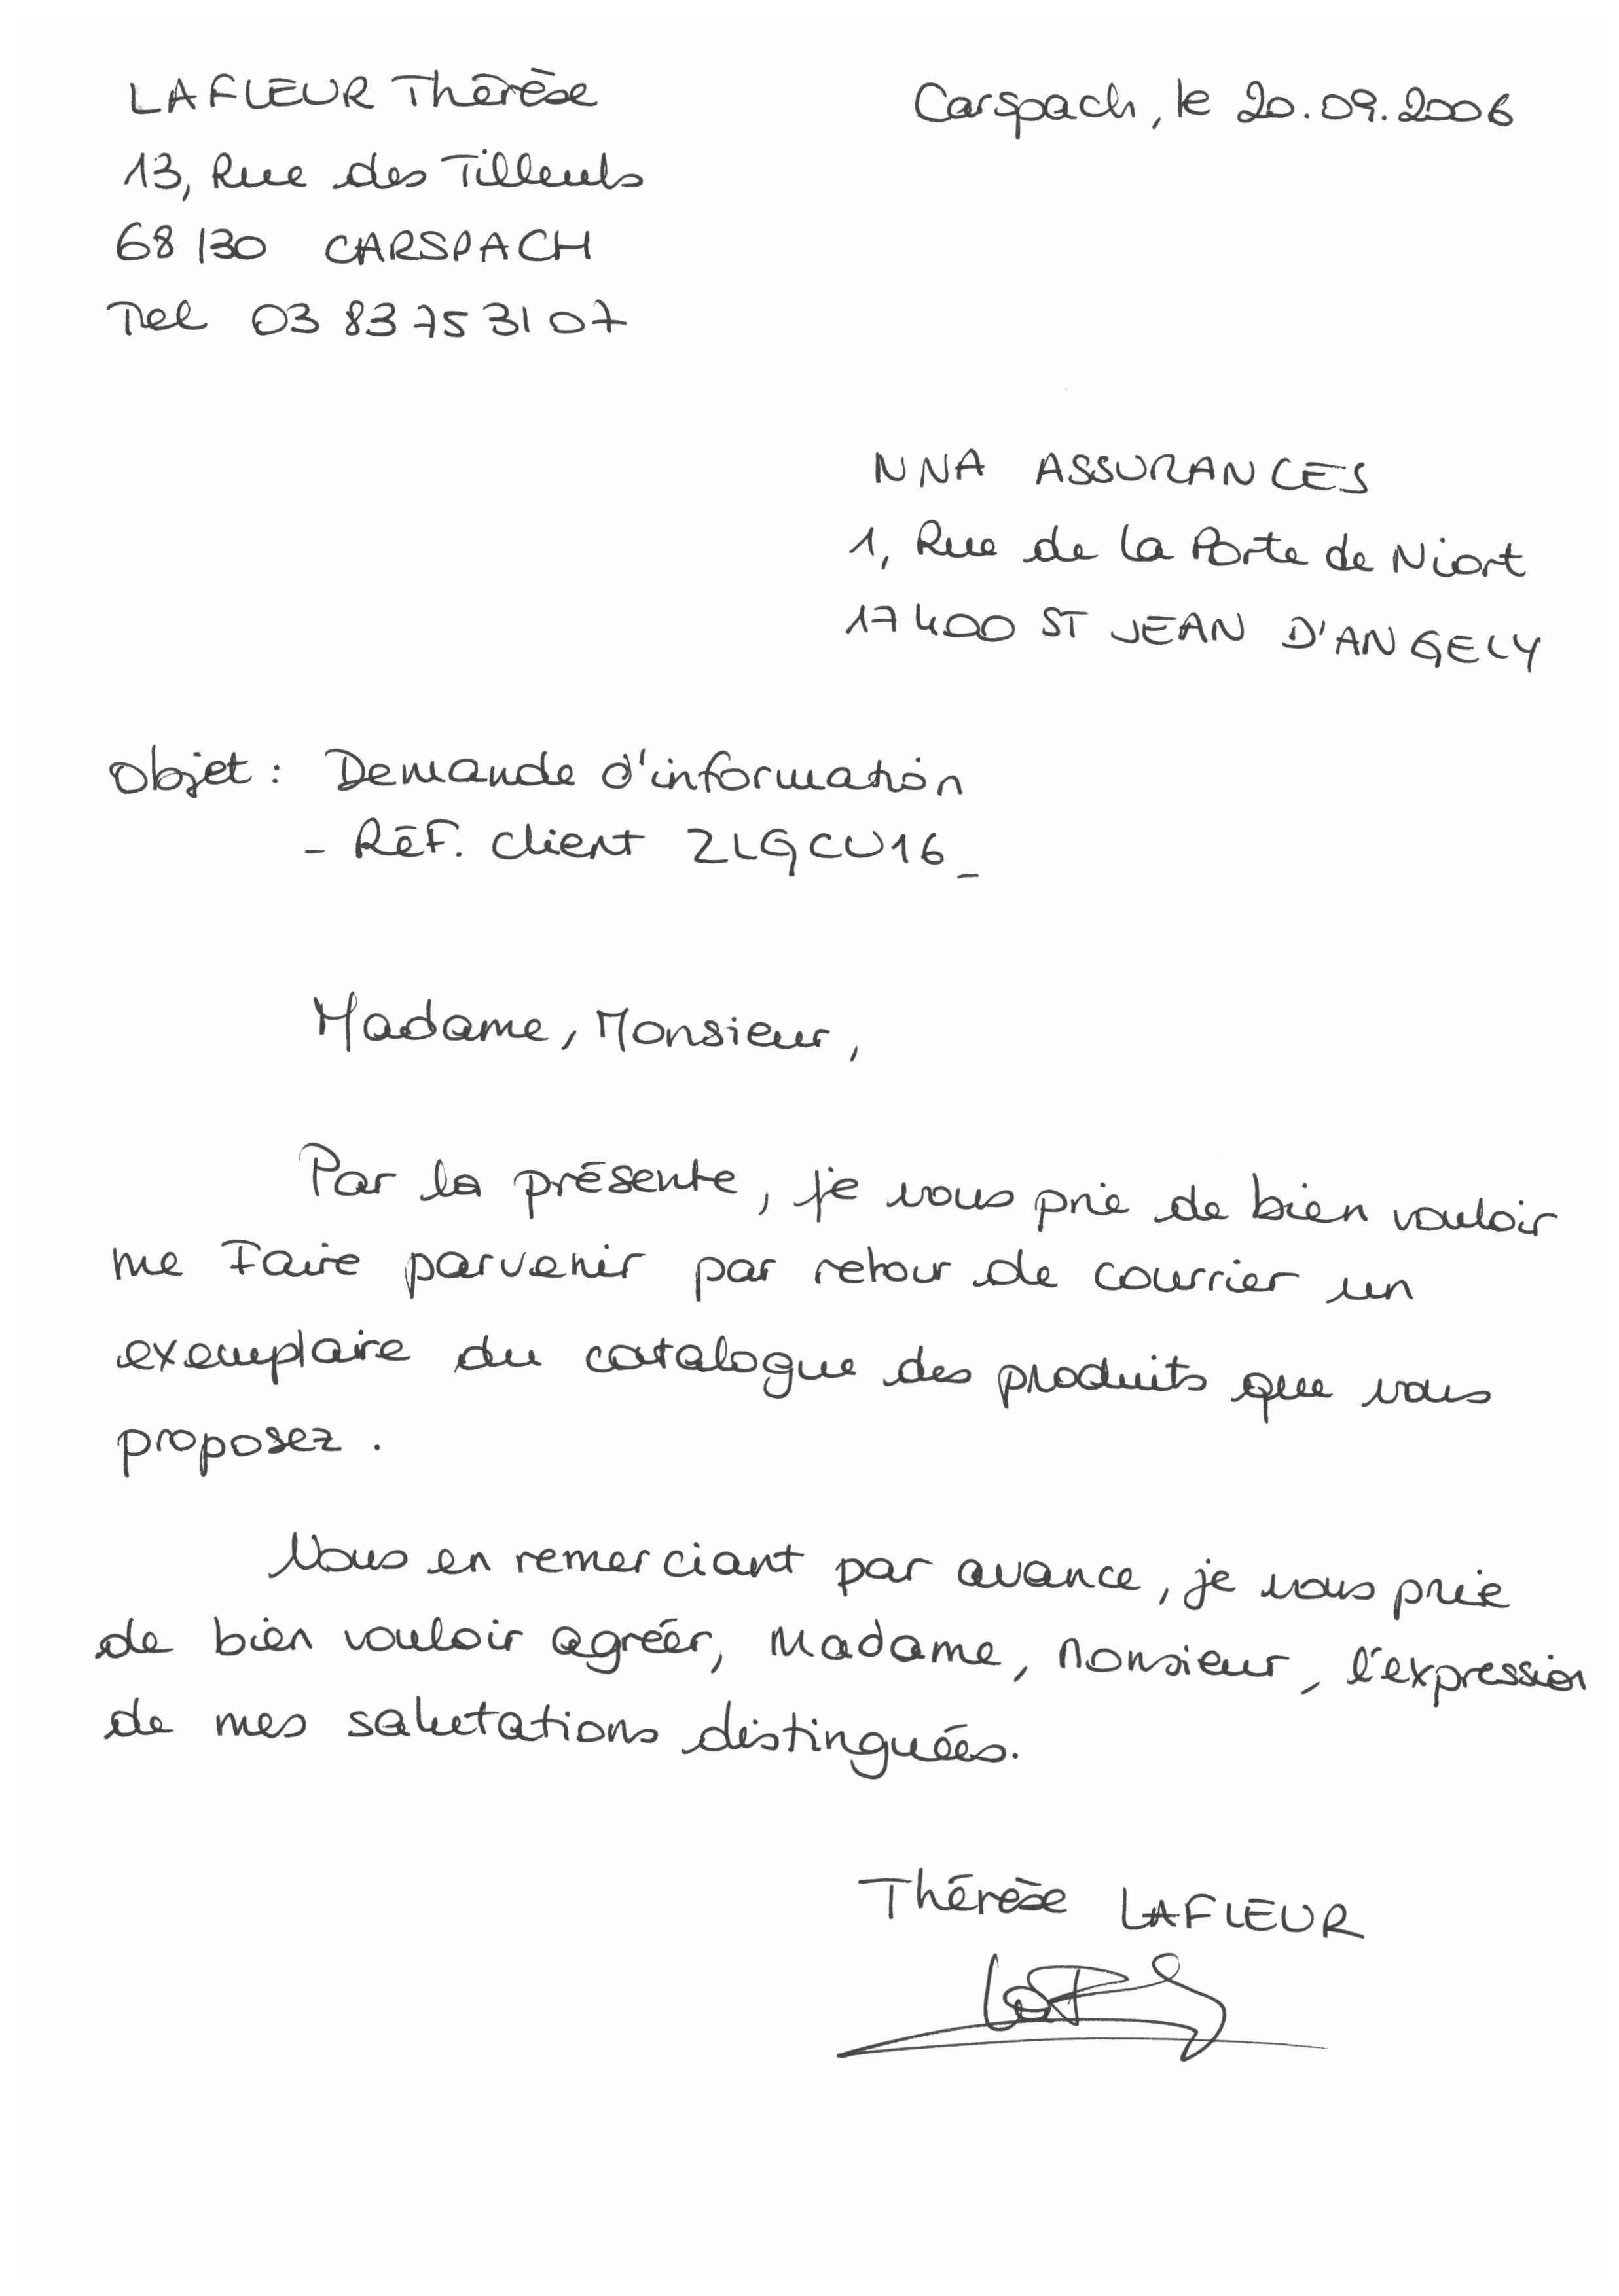 LAFLEUR Thérèse
Carspach, le 20.09.2006
13, Rue des Tilleuls
68 130 CARSPACH
Tel 03 83 75 31 07
NNA ASSURANCES
1, Rue de la Porte de Niort
17400 ST JEAN D'ANGELY
Objet : Demande d'information
- Réf. client ZLGCU16_
Madame, Monsieur,
Par la présente, je vous prie de bien vouloir
me faire parvenir par retour de courrier un
exemplaire du catalogue des produits que vous
proposez.
Vous en remerciant par avance, je vous prie
de bien vouloir agréer, Madame, Monsieur, l'expression
de mes salutations distinguées.
Thérèse LAFLEUR